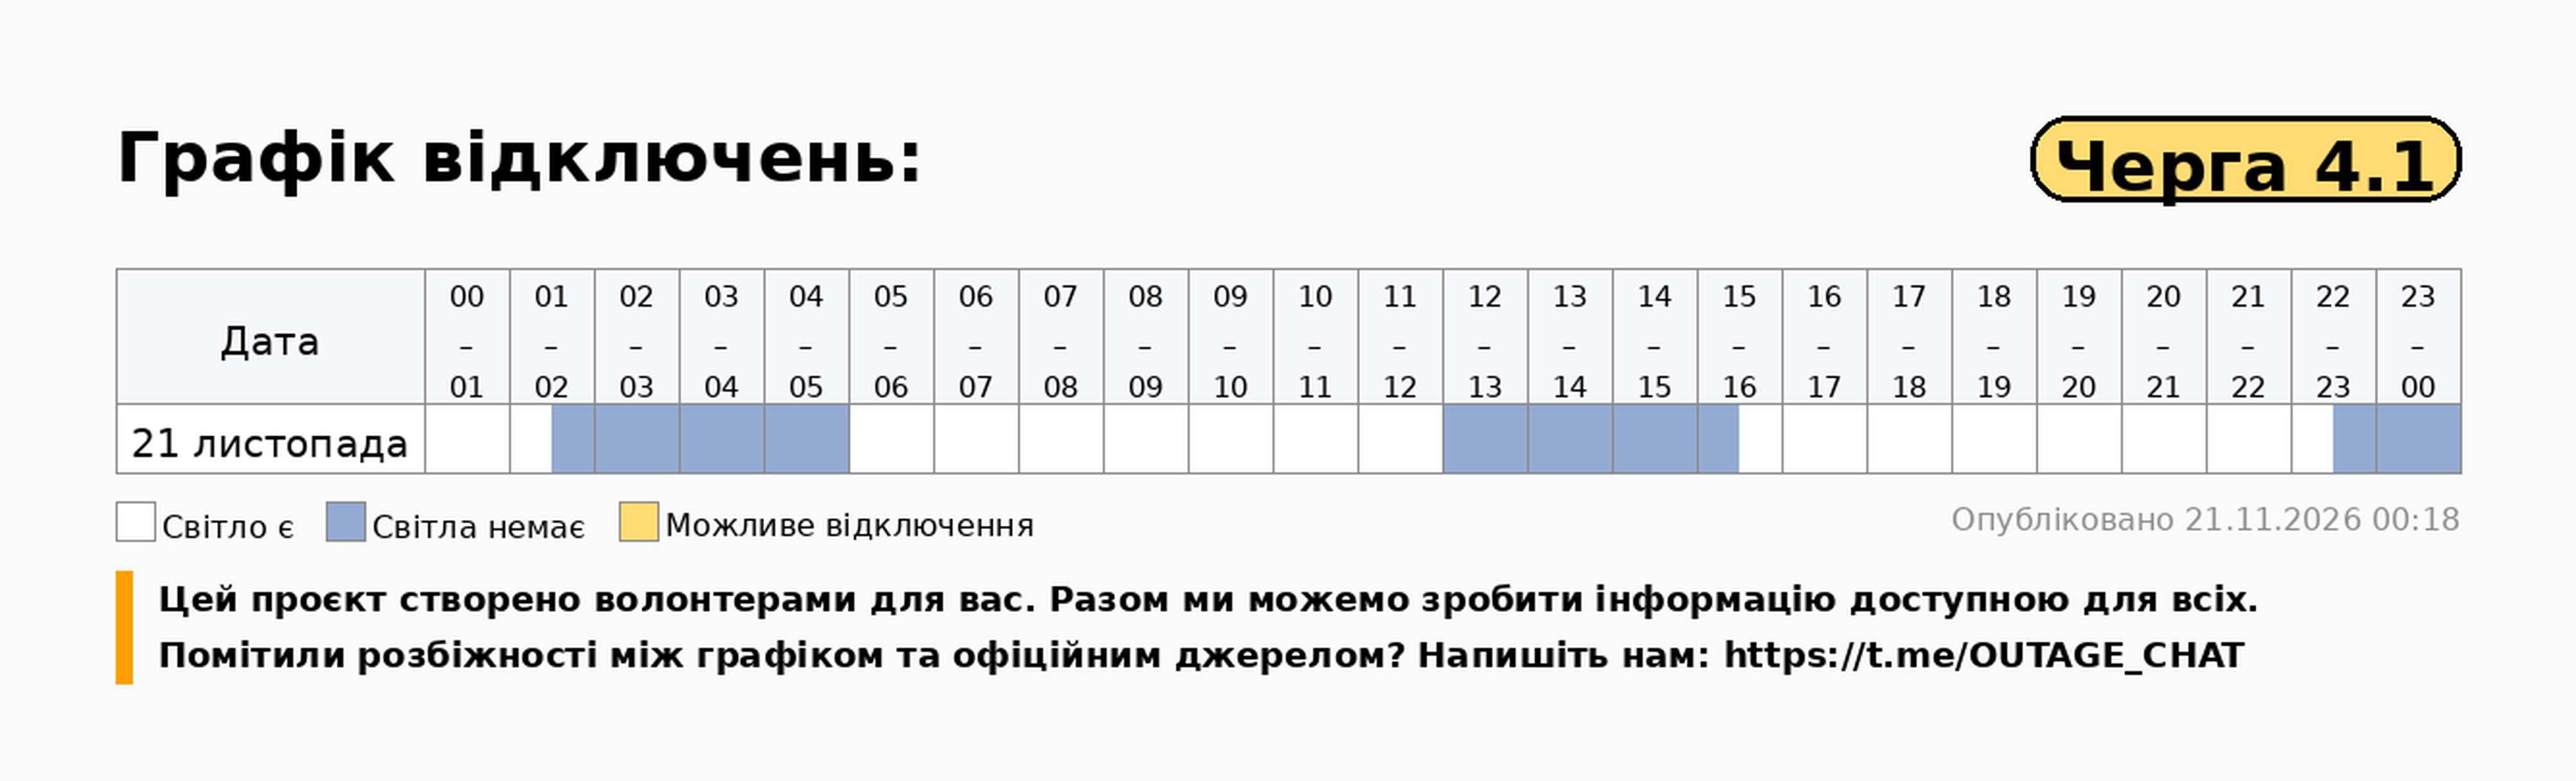 Графік відключень:
Черга 4.1
Дата 00 – 01 01 – 02 02 – 03 03 – 04 04 – 05 05 – 06 06 – 07 07 – 08 08 – 09 09 – 10 10 – 11 11 – 12 12 – 13 13 – 14 14 – 15 15 – 16 16 – 17 17 – 18 18 – 19 19 – 20 20 – 21 21 – 22 22 – 23 23 – 00
21 листопада
Світло є Світла немає Можливе відключення
Опубліковано 21.11.2026 00:18
Цей проєкт створено волонтерами для вас. Разом ми можемо зробити інформацію доступною для всіх.
Помітили розбіжності між графіком та офіційним джерелом? Напишіть нам: https://t.me/OUTAGE_CHAT